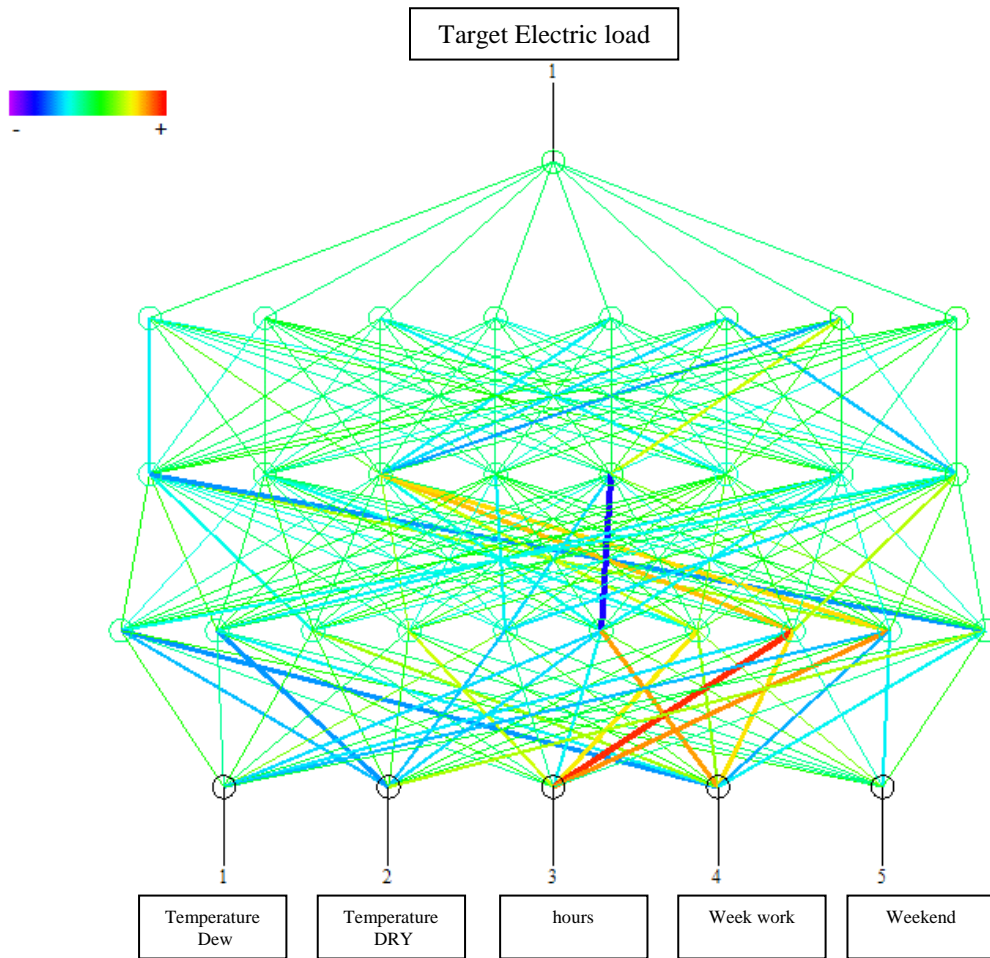 Target Electric load
1
- +
1 2 3 4 5
Temperature Temperature hours Week work Weekend
Dew DRY